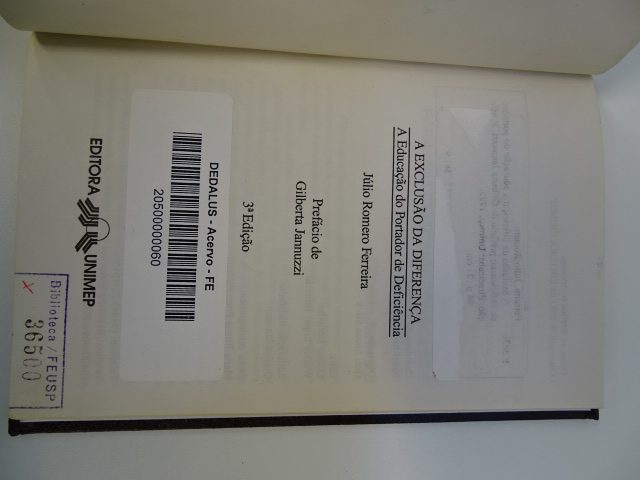 A EXCLUSÃO DA DIFERENÇA
A Educação do Portador de Deficiência
Júlio Romero Ferreira
Prefácio de
Gilberta Jannuzzi
3ª Edição
DEDALUS - Acervo - FE
20500000060
EDITORA UNIMEP
Biblioteca / FEUSP
36500